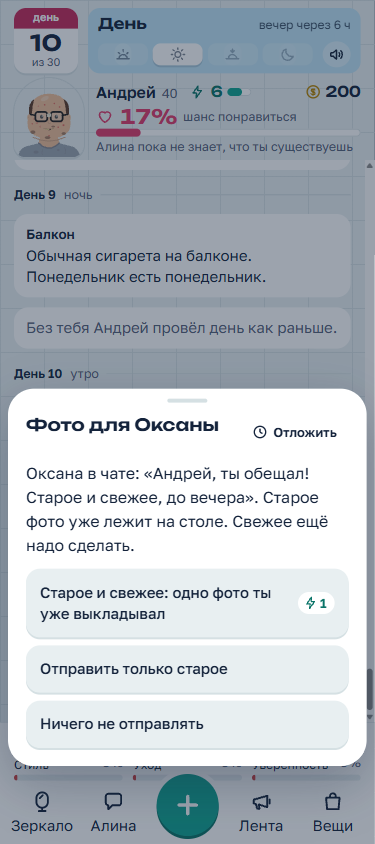 день
10
из 30
День
вечер через 6 ч
Андрей 40
6
200
17% шанс понравиться
Алина пока не знает, что ты существуешь
День 9 ночь
Балкон
Обычная сигарета на балконе.
Понедельник есть понедельник.
Без тебя Андрей провёл день как раньше.
День 10 утро
Фото для Оксаны
Отложить
Оксана в чате: «Андрей, ты обещал!
Старое и свежее, до вечера». Старое
фото уже лежит на столе. Свежее ещё
надо сделать.
Старое и свежее: одно фото ты
уже выкладывал
1
Отправить только старое
Ничего не отправлять
Стиль
Уход
Уверенность
Зеркало
Алина
Лента
Вещи